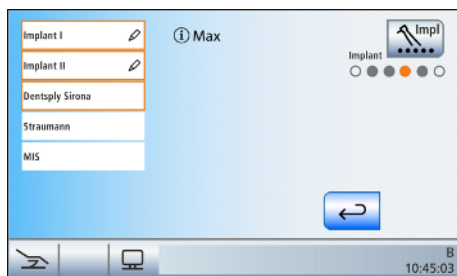 Implant I
Implant II
Dentsply Sirona
Straumann
MIS
Max
Impl
Implant
B
10:45:03